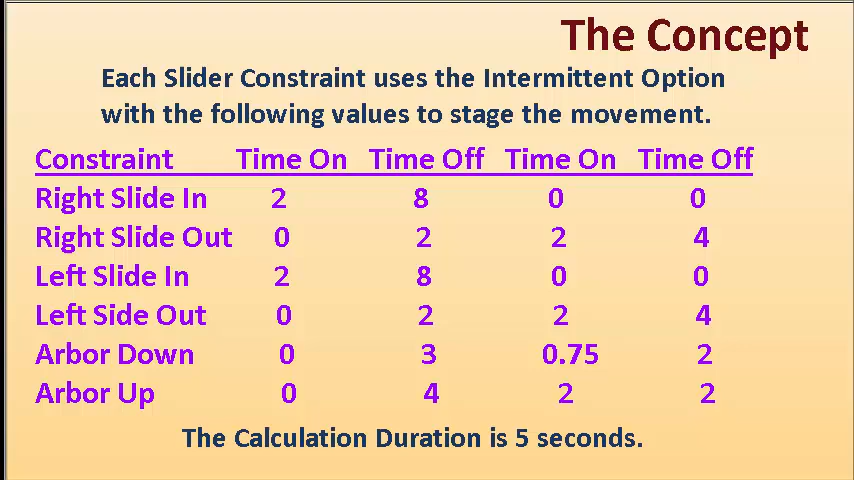 The Concept
Each Slider Constraint uses the Intermittent Option
with the following values to stage the movement.
Constraint Time On Time Off Time On Time Off
Right Slide In 2 8 0 0
Right Slide Out 0 2 2 4
Left Slide In 2 8 0 0
Left Side Out 0 2 2 4
Arbor Down 0 3 0.75 2
Arbor Up 0 4 2 2
The Calculation Duration is 5 seconds.